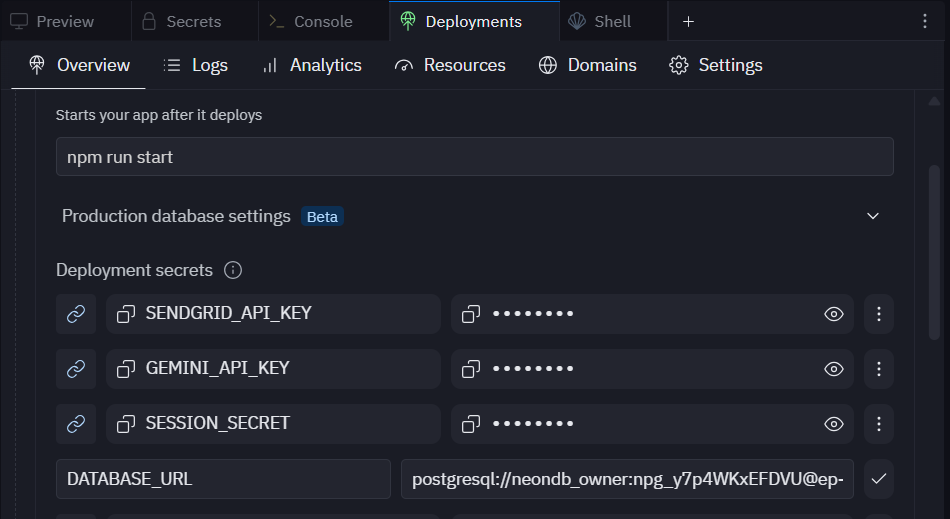 Preview Secrets Console Deployments Shell
Overview Logs Analytics Resources Domains Settings
Starts your app after it deploys
npm run start
Production database settings Beta
Deployment secrets
SENDGRID_API_KEY ••••••••
GEMINI_API_KEY ••••••••
SESSION_SECRET ••••••••
DATABASE_URL postgresql://neondb_owner:npg_y7p4WKxEFDVU@ep-